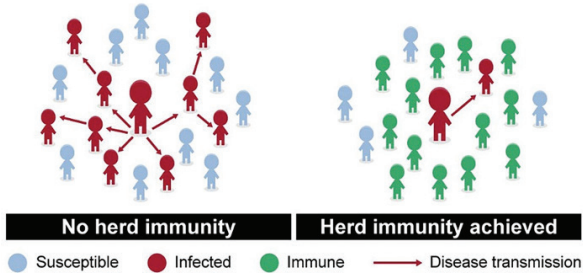 No herd immunity
Herd immunity achieved
Susceptible
Infected
Immune
Disease transmission